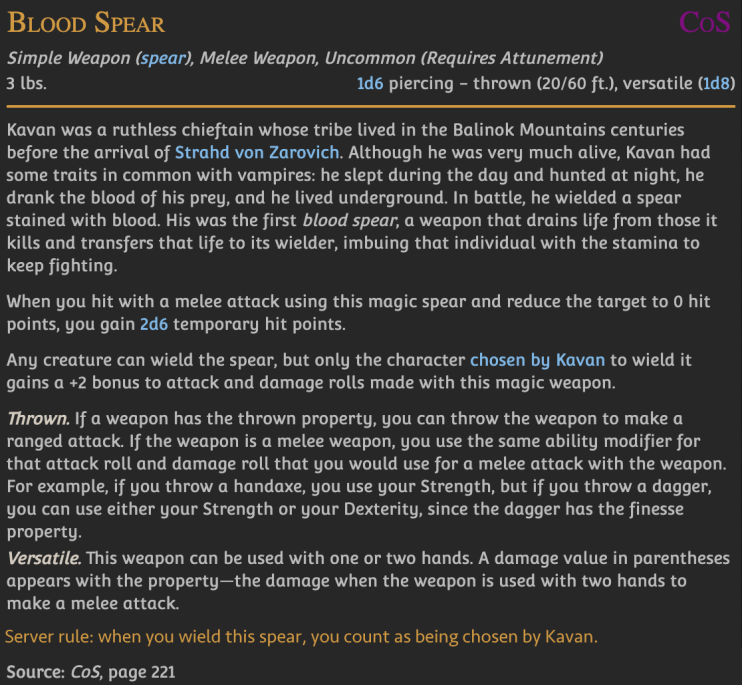 BLOOD SPEAR
CoS
Simple Weapon (spear), Melee Weapon, Uncommon (Requires Attunement)
3 lbs.
1d6 piercing – thrown (20/60 ft.), versatile (1d8)
Kavan was a ruthless chieftain whose tribe lived in the Balinok Mountains centuries
before the arrival of Strahd von Zarovich. Although he was very much alive, Kavan had
some traits in common with vampires: he slept during the day and hunted at night, he
drank the blood of his prey, and he lived underground. In battle, he wielded a spear
stained with blood. His was the first blood spear, a weapon that drains life from those it
kills and transfers that life to its wielder, imbuing that individual with the stamina to
keep fighting.
When you hit with a melee attack using this magic spear and reduce the target to 0 hit
points, you gain 2d6 temporary hit points.
Any creature can wield the spear, but only the character chosen by Kavan to wield it
gains a +2 bonus to attack and damage rolls made with this magic weapon.
Thrown. If a weapon has the thrown property, you can throw the weapon to make a
ranged attack. If the weapon is a melee weapon, you use the same ability modifier for
that attack roll and damage roll that you would use for a melee attack with the weapon.
For example, if you throw a handaxe, you use your Strength, but if you throw a dagger,
you can use either your Strength or your Dexterity, since the dagger has the finesse
property.
Versatile. This weapon can be used with one or two hands. A damage value in parentheses
appears with the property—the damage when the weapon is used with two hands to
make a melee attack.
Server rule: when you wield this spear, you count as being chosen by Kavan.
Source: CoS, page 221